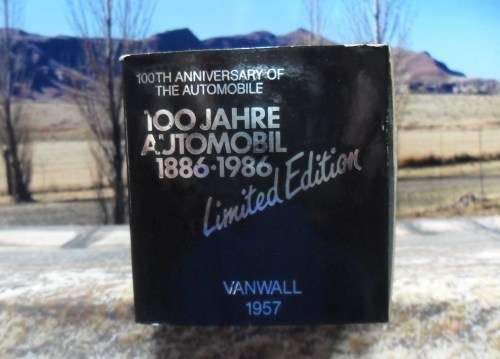 100TH ANNIVERSARY OF
THE AUTOMOBILE
100 JAHRE
AUTOMOBIL
1886·1986
Limited Edition
VANWALL
1957